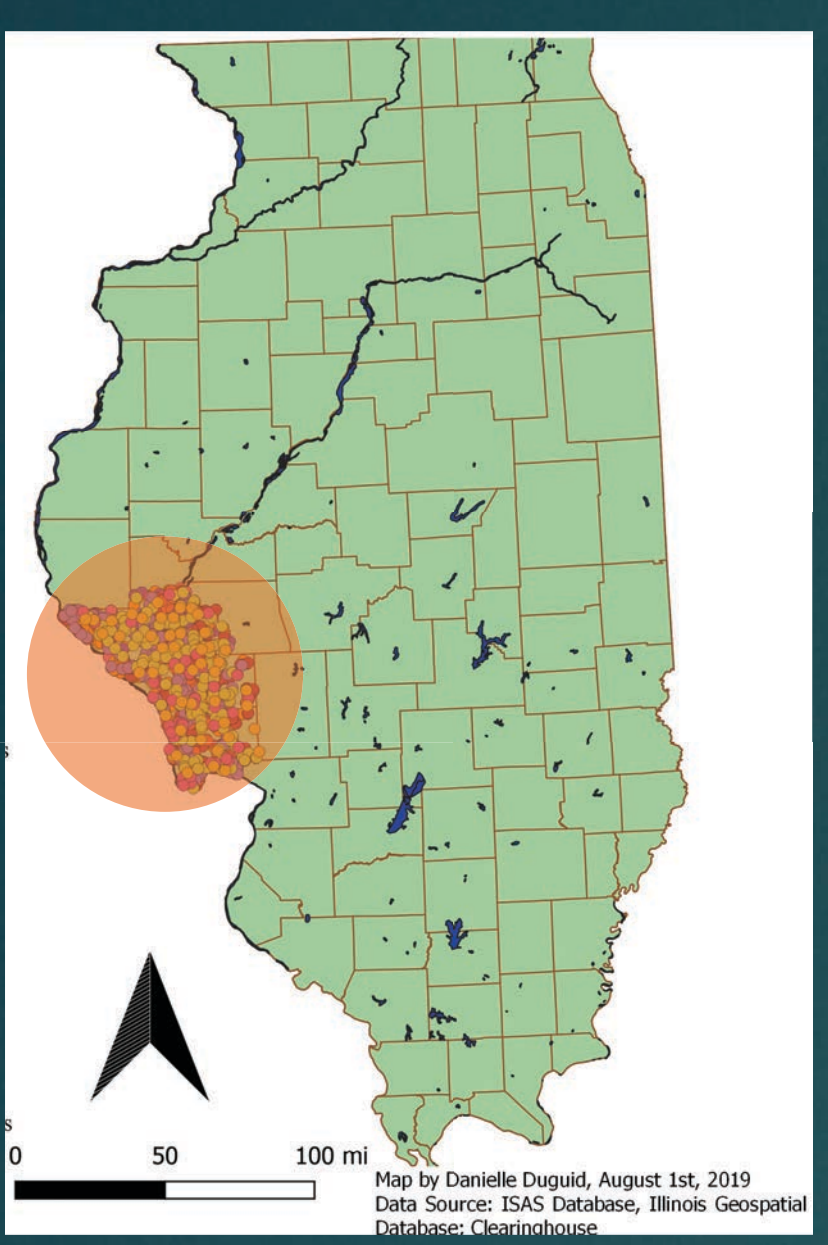 s
s
0 50 100 mi
Map by Danielle Duguid, August 1st, 2019
Data Source: ISAS Database, Illinois Geospatial
Database: Clearinghouse